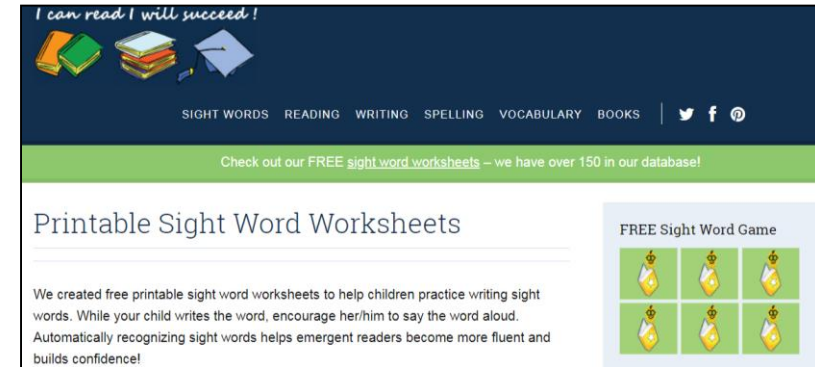 I can read I will succeed !
SIGHT WORDS READING WRITING SPELLING VOCABULARY BOOKS
Check out our FREE sight word worksheets – we have over 150 in our database!
Printable Sight Word Worksheets
We created free printable sight word worksheets to help children practice writing sight
words. While your child writes the word, encourage her/him to say the word aloud.
Automatically recognizing sight words helps emergent readers become more fluent and
builds confidence!
FREE Sight Word Game